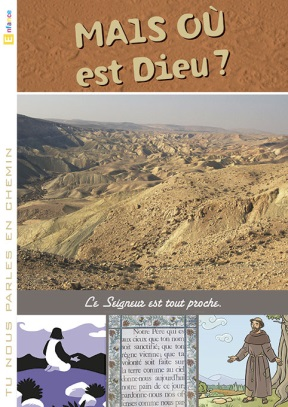 Enfance
MAIS OÙ
est DIEU ?
TU NOUS PARLES EN CHEMIN
Le Seigneur est tout proche.
Notre Père qui es
aux cieux que ton nom
soit sanctifié; que ton
règne vienne; que ta
volonté soit faite sur
la terre comme au ciel
donne-nous aujourd'hui
notre pain de ce jour